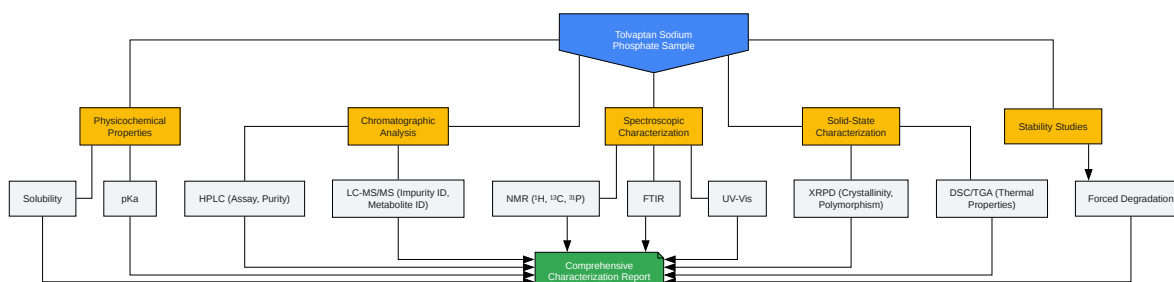 Tolvaptan Sodium
Phosphate Sample
Physicochemical
Properties
Chromatographic
Analysis
Spectroscopic
Characterization
Solid-State
Characterization
Stability Studies
Solubility
pKa
HPLC (Assay, Purity)
LC-MS/MS (Impurity ID,
Metabolite ID)
NMR (¹H, ¹³C, ³¹P)
FTIR
UV-Vis
XRPD (Crystallinity,
Polymorphism)
DSC/TGA (Thermal
Properties)
Forced Degradation
Comprehensive
Characterization Report